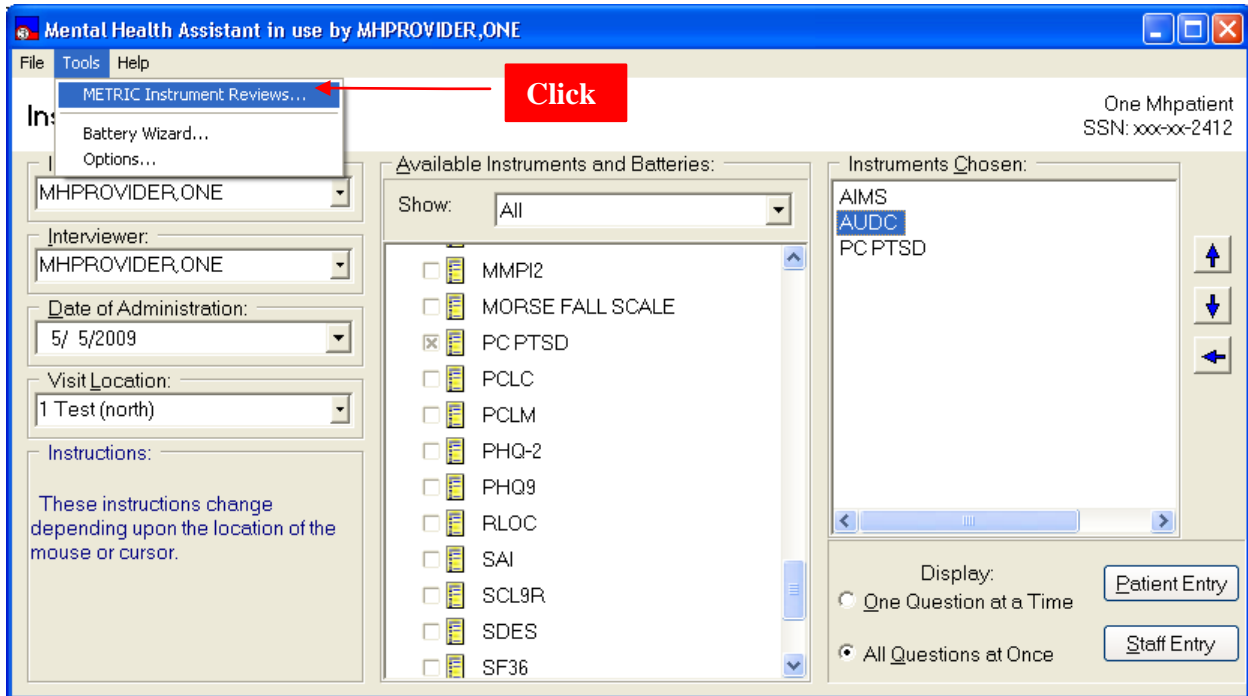 Mental Health Assistant in use by MHPROVIDER,ONE
File Tools Help
METRIC Instrument Reviews...
Battery Wizard...
Options...
Click
One Mhpatient
SSN: xxx-xx-2412
MHPROVIDER,ONE
Interviewer:
MHPROVIDER,ONE
Date of Administration:
5/ 5/2009
Visit Location:
1 Test (north)
Instructions:
These instructions change
depending upon the location of the
mouse or cursor.
Available Instruments and Batteries:
Show: All
MMPI2
MORSE FALL SCALE
PC PTSD
PCLC
PCLM
PHQ-2
PHQ9
RLOC
SAI
SCL9R
SDES
SF36
Instruments Chosen:
AIMS
AUDC
PC PTSD
Display:
One Question at a Time
All Questions at Once
Patient Entry
Staff Entry